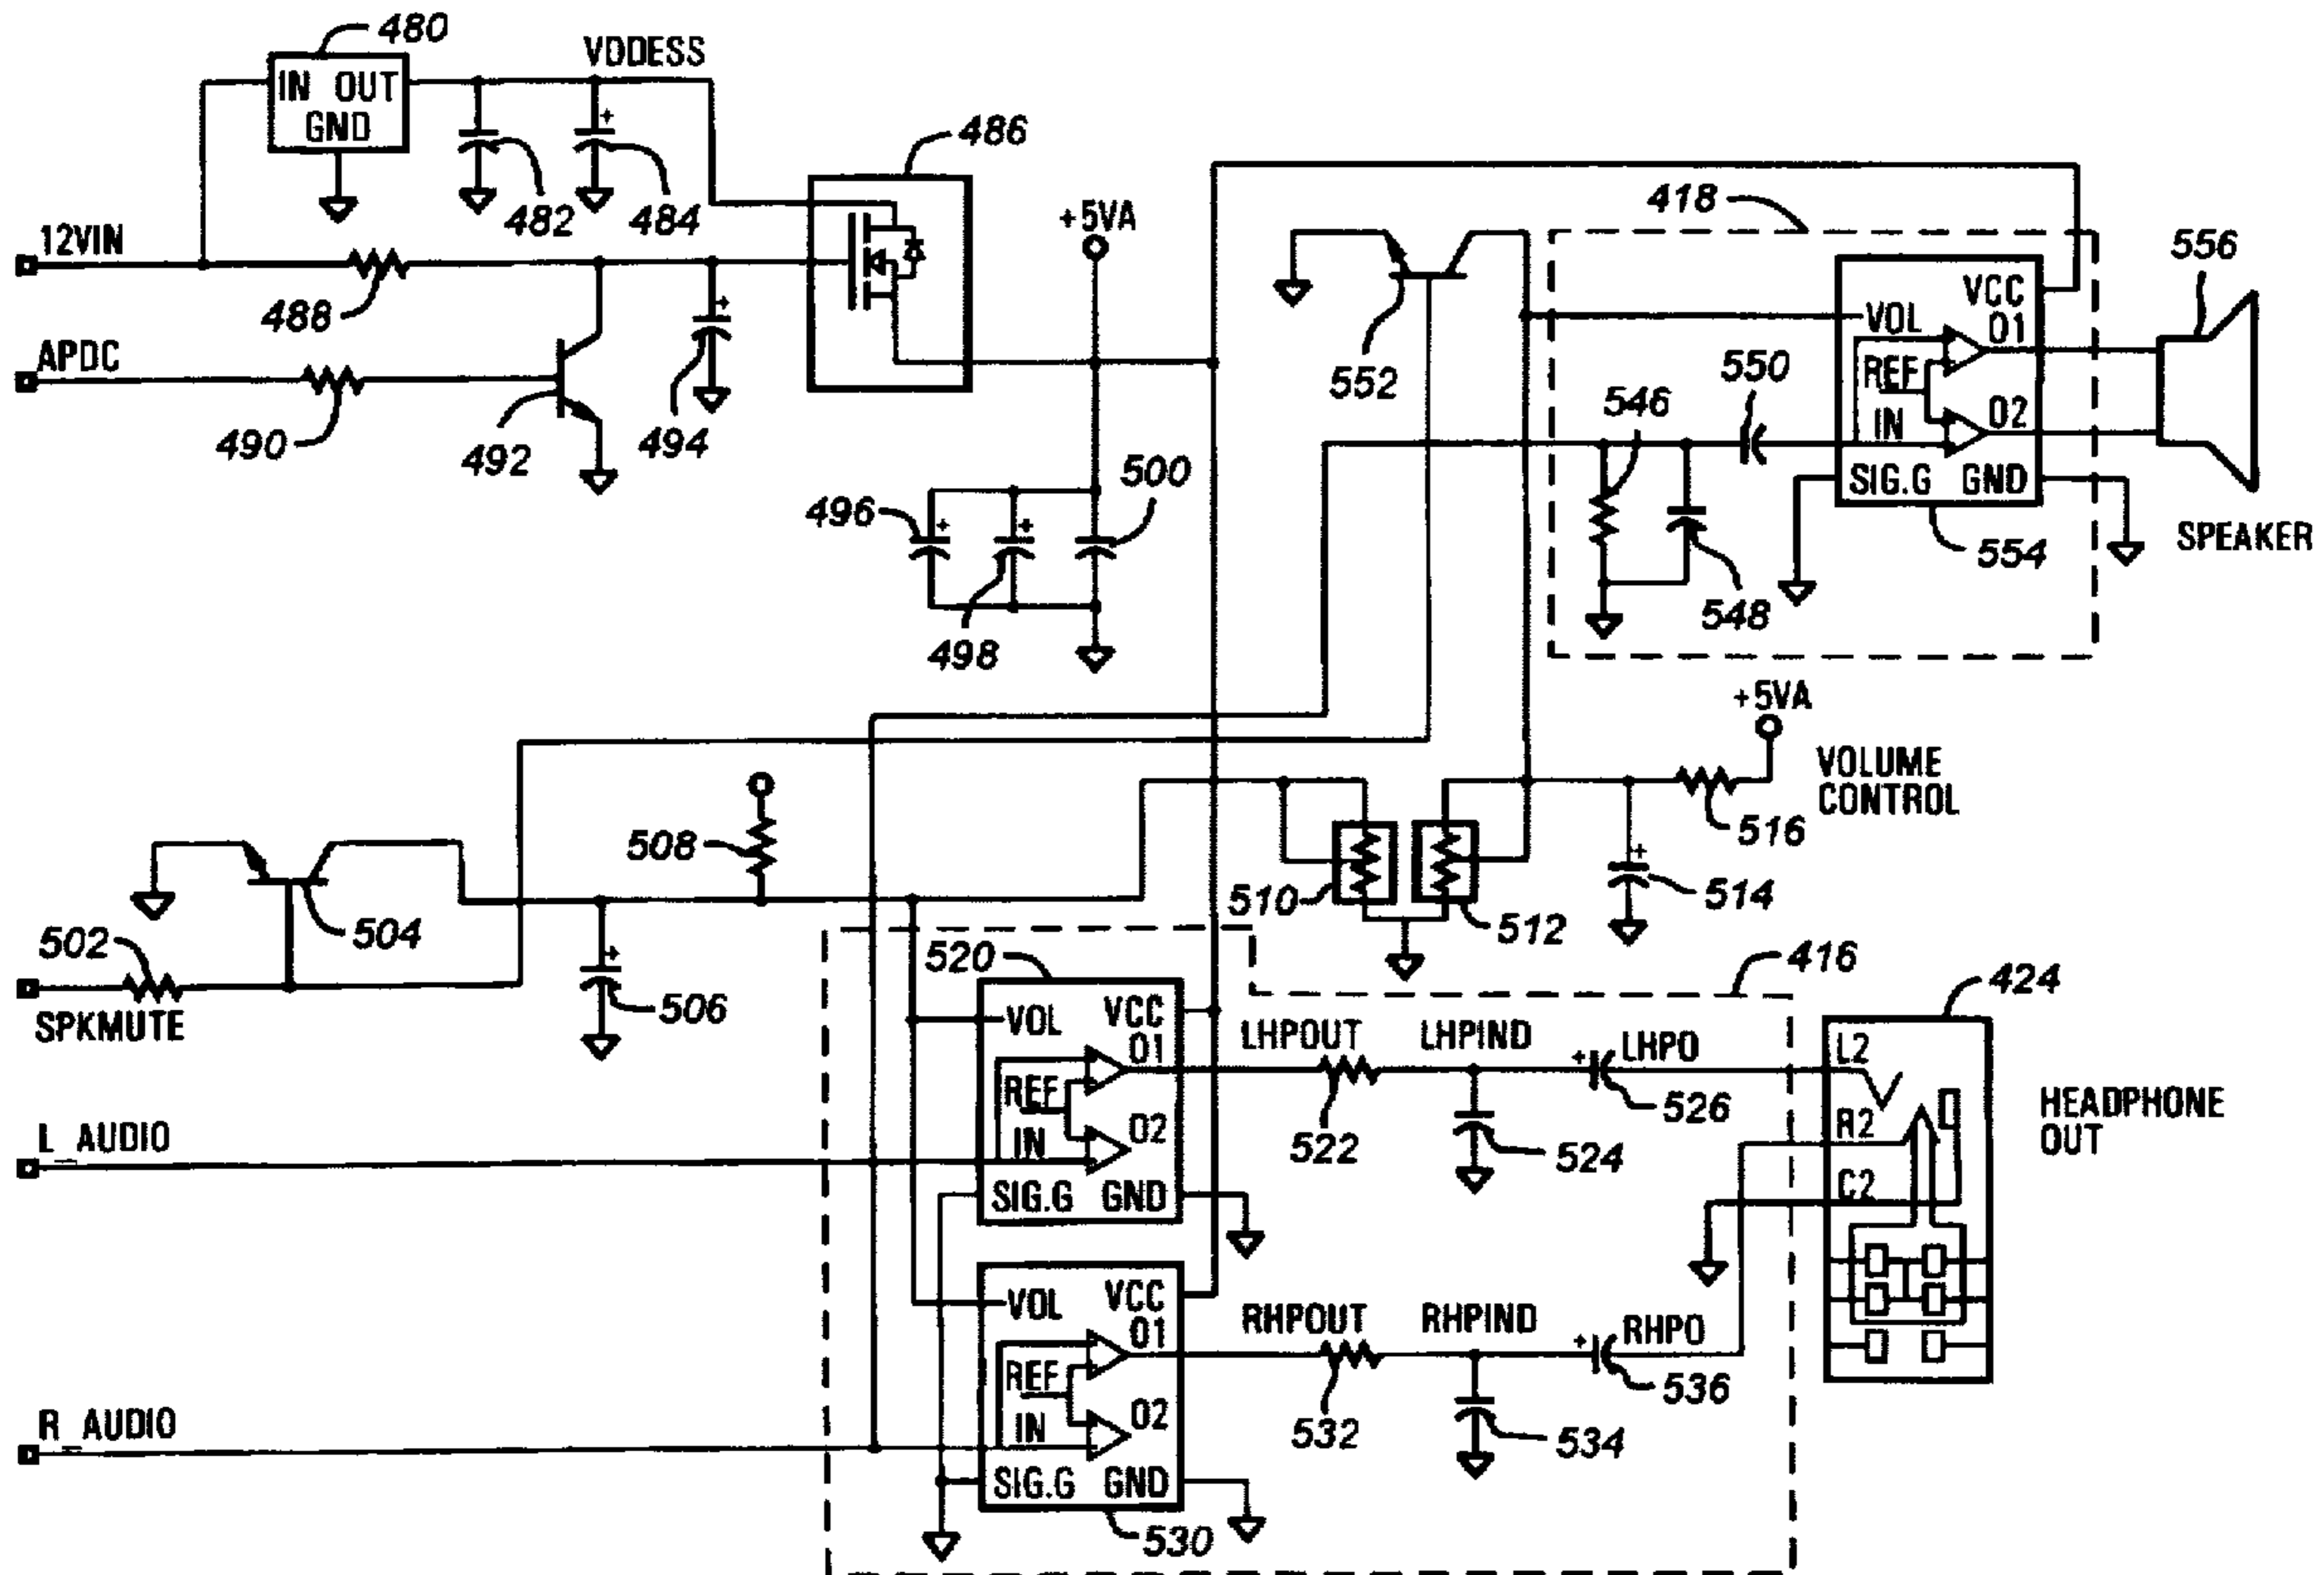 480
VDDESS
IN OUT
GND
486
482
484
+5VA
418
12VIN
556
VCC
VOL
O1
488
APDC
552
550
REF
546
O2
IN
490
492
494
500
SIG.G GND
496
SPEAKER
554
548
498
+5VA
VOLUME
CONTROL
516
508
510
514
512
504
502
520
416
424
506
SPKMUTE
VOL VCC
LHPOUT LHPIND LHPO
O1
L2
REF
526
HEADPHONE
OUT
R2
L_AUDIO
O2
IN
522
524
C2
SIG.G GND
VOL VCC
RHPOUT RHPIND RHPO
O1
REF
536
R_AUDIO
O2
IN
532
534
SIG.G GND
530